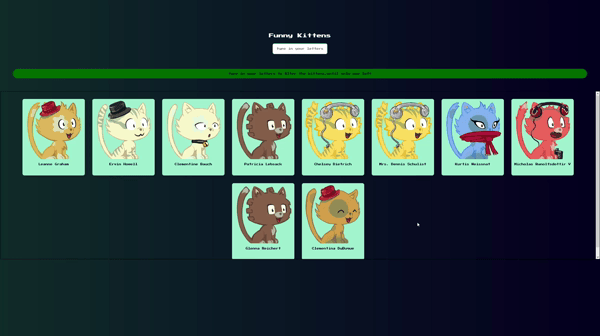 Funny Kittens
type in your letters
type in your letters to filter the kittens,until only one left
Leanne Graham
Ervin Howell
Clementine Bauch
Patricia Lebsack
Chelsey Dietrich
Mrs. Dennis Schulist
Kurtis Weissnat
Nicholas Runolfsdottir V
Glenna Reichert
Clementina DuBuque